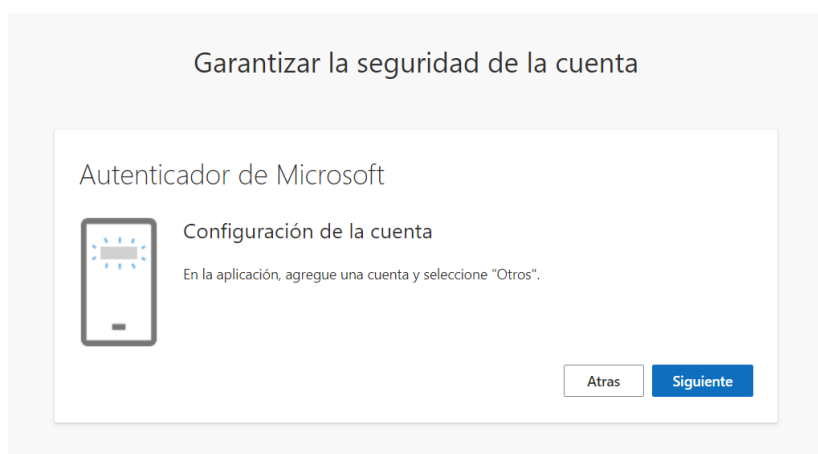 Garantizar la seguridad de la cuenta
Autenticador de Microsoft
Configuración de la cuenta
En la aplicación, agregue una cuenta y seleccione "Otros".
Atras
Siguiente